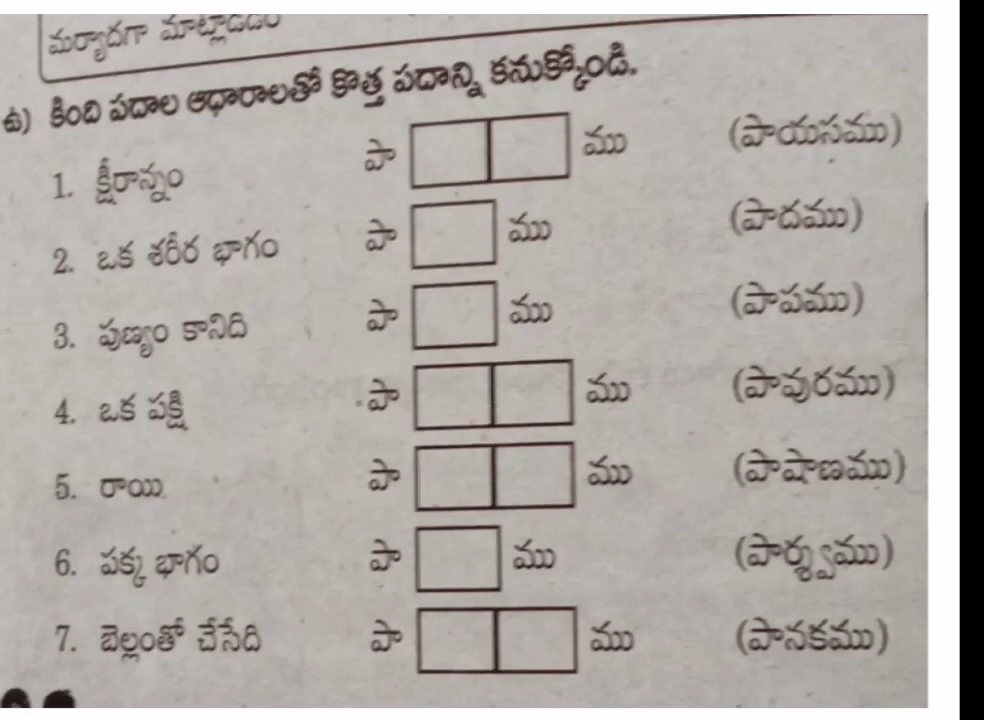 మర్యాదగా మాట్లాడడం
ఉ) కింది పదాల ఆధారాలతో కొత్త పదాన్ని కనుక్కోండి.
1. క్షీరాన్నం పా ము (పాయసము)
2. ఒక శరీర భాగం పా ము (పాదము)
3. పుణ్యం కానిది పా ము (పాపము)
4. ఒక పక్షి పా ము (పావురము)
5. రాయి పా ము (పాషాణము)
6. పక్క భాగం పా ము (పార్శ్వము)
7. బెల్లంతో చేసేది పా ము (పానకము)